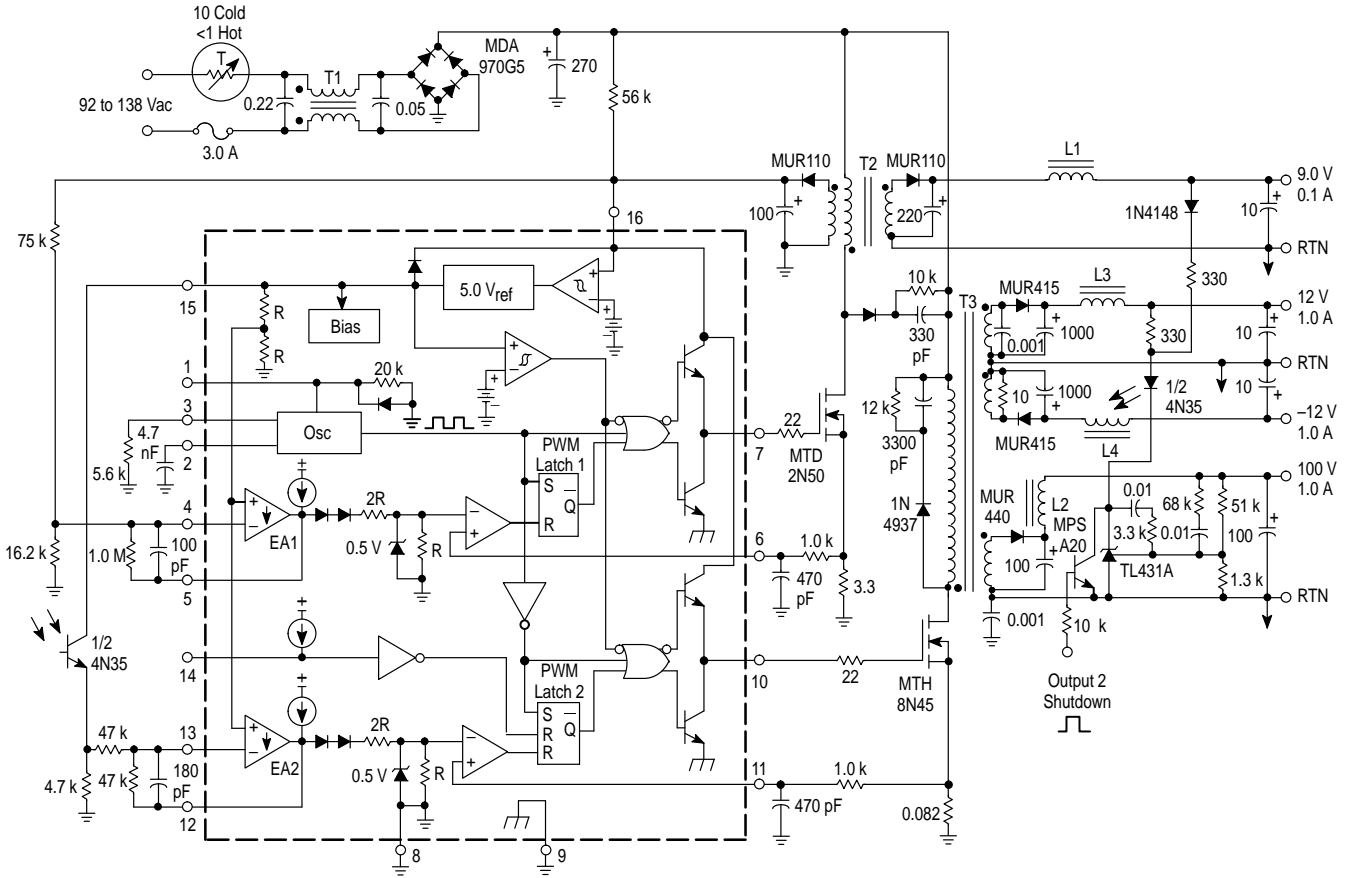 10 Cold
<1 Hot
T
92 to 138 Vac
3.0 A
0.22
T1
0.05
MDA
970G5
+
270
56 k
MUR110
T2
MUR110
L1
100
+
220
+
9.0 V
0.1 A
1N4148
10
+
RTN
16
75 k
15
R
R
Bias
5.0 Vref
+
–
+
+
–
+
10 k
330
pF
T3
MUR415
L3
330
12 V
1.0 A
0.001
+
1000
330
10
+
RTN
1
3
2
20 k
Osc
4.7
nF
5.6 k
12 k
3300
pF
10
1000
+
1/2
4N35
10
+
MUR415
L4
–12 V
1.0 A
22
7
MTD
2N50
PWM
Latch 1
S
Q
R
4
+
–
EA1
2R
0.5 V
R
–
+
1N
4937
MUR
440
L2
MPS
A20
0.01
68 k
51 k
100 V
1.0 A
3.3 k
0.01
100
+
16.2 k
1.0 M
100
pF
5
6
1.0 k
470
pF
3.3
100
+
TL431A
1.3 k
RTN
0.001
10 k
1/2
4N35
14
PWM
Latch 2
10
22
MTH
8N45
Output 2
Shutdown
S
R
Q
R
47 k
13
+
–
EA2
2R
0.5 V
R
–
+
4.7 k
47 k
180
pF
12
11
1.0 k
470 pF
0.082
8
9